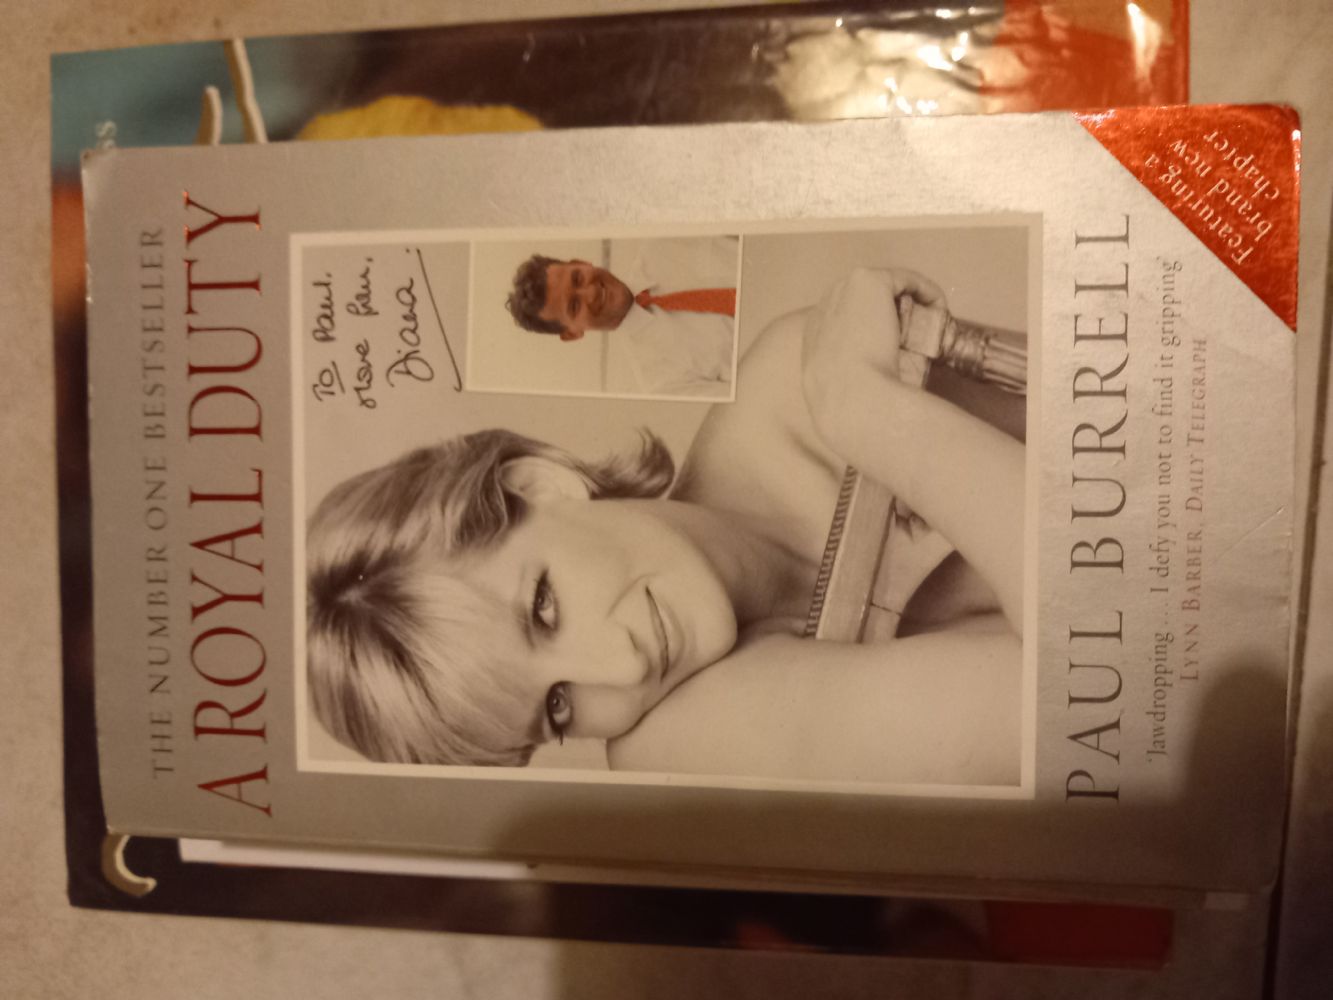 THE NUMBER ONE BESTSELLER
A ROYAL DUTY
To Paul.
Love from,
Diana.
PAUL BURRELL
'Jawdropping ... I defy you not to find it gripping'
LYNN BARBER, DAILY TELEGRAPH
Featuring a
brand new
chapter